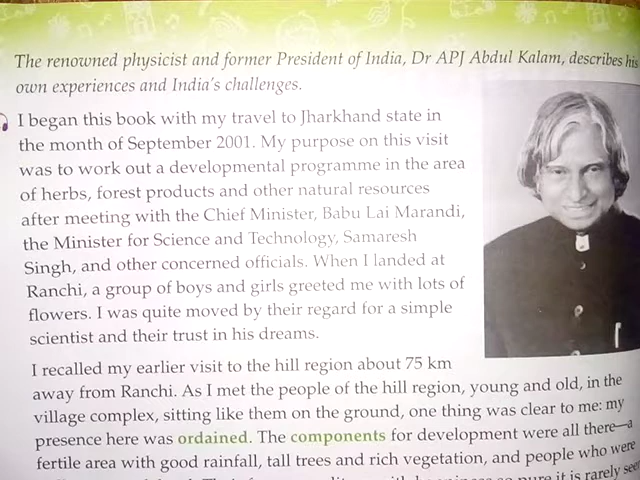 The renowned physicist and former President of India, Dr APJ Abdul Kalam, describes his
own experiences and India's challenges.
I began this book with my travel to Jharkhand state in
the month of September 2001. My purpose on this visit
was to work out a developmental programme in the area
of herbs, forest products and other natural resources
after meeting with the Chief Minister, Babu Lai Marandi,
the Minister for Science and Technology, Samaresh
Singh, and other concerned officials. When I landed at
Ranchi, a group of boys and girls greeted me with lots of
flowers. I was quite moved by their regard for a simple
scientist and their trust in his dreams.
I recalled my earlier visit to the hill region about 75 km
away from Ranchi. As I met the people of the hill region, young and old, in the
village complex, sitting like them on the ground, one thing was clear to me: my
presence here was ordained. The components for development were all there—a
fertile area with good rainfall, tall trees and rich vegetation, and people who were
so pure it is rarely seen